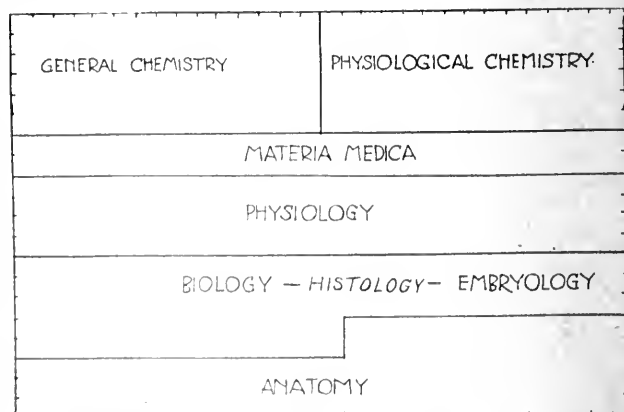 GENERAL CHEMISTRY
PHYSIOLOGICAL CHEMISTRY.
MATERIA MEDICA
PHYSIOLOGY
BIOLOGY — HISTOLOGY — EMBRYOLOGY
ANATOMY